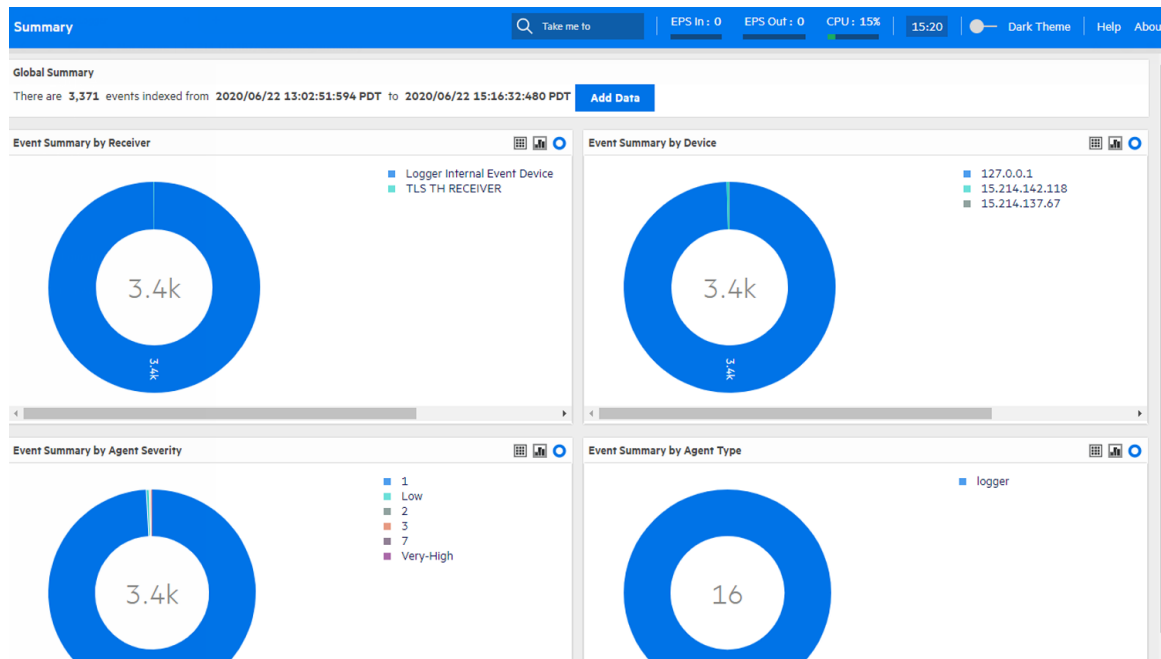 Summary
Take me to
EPS In : 0
EPS Out : 0
CPU : 15%
15:20
Dark Theme
Help
Abou
Global Summary
There are 3,371 events indexed from 2020/06/22 13:02:51:594 PDT to 2020/06/22 15:16:32:480 PDT
Add Data
Event Summary by Receiver
Logger Internal Event Device
TLS TH RECEIVER
3.4k
3.4k
Event Summary by Device
127.0.0.1
15.214.142.118
15.214.137.67
3.4k
3.4k
Event Summary by Agent Severity
1
Low
2
3
7
Very-High
3.4k
Event Summary by Agent Type
logger
16